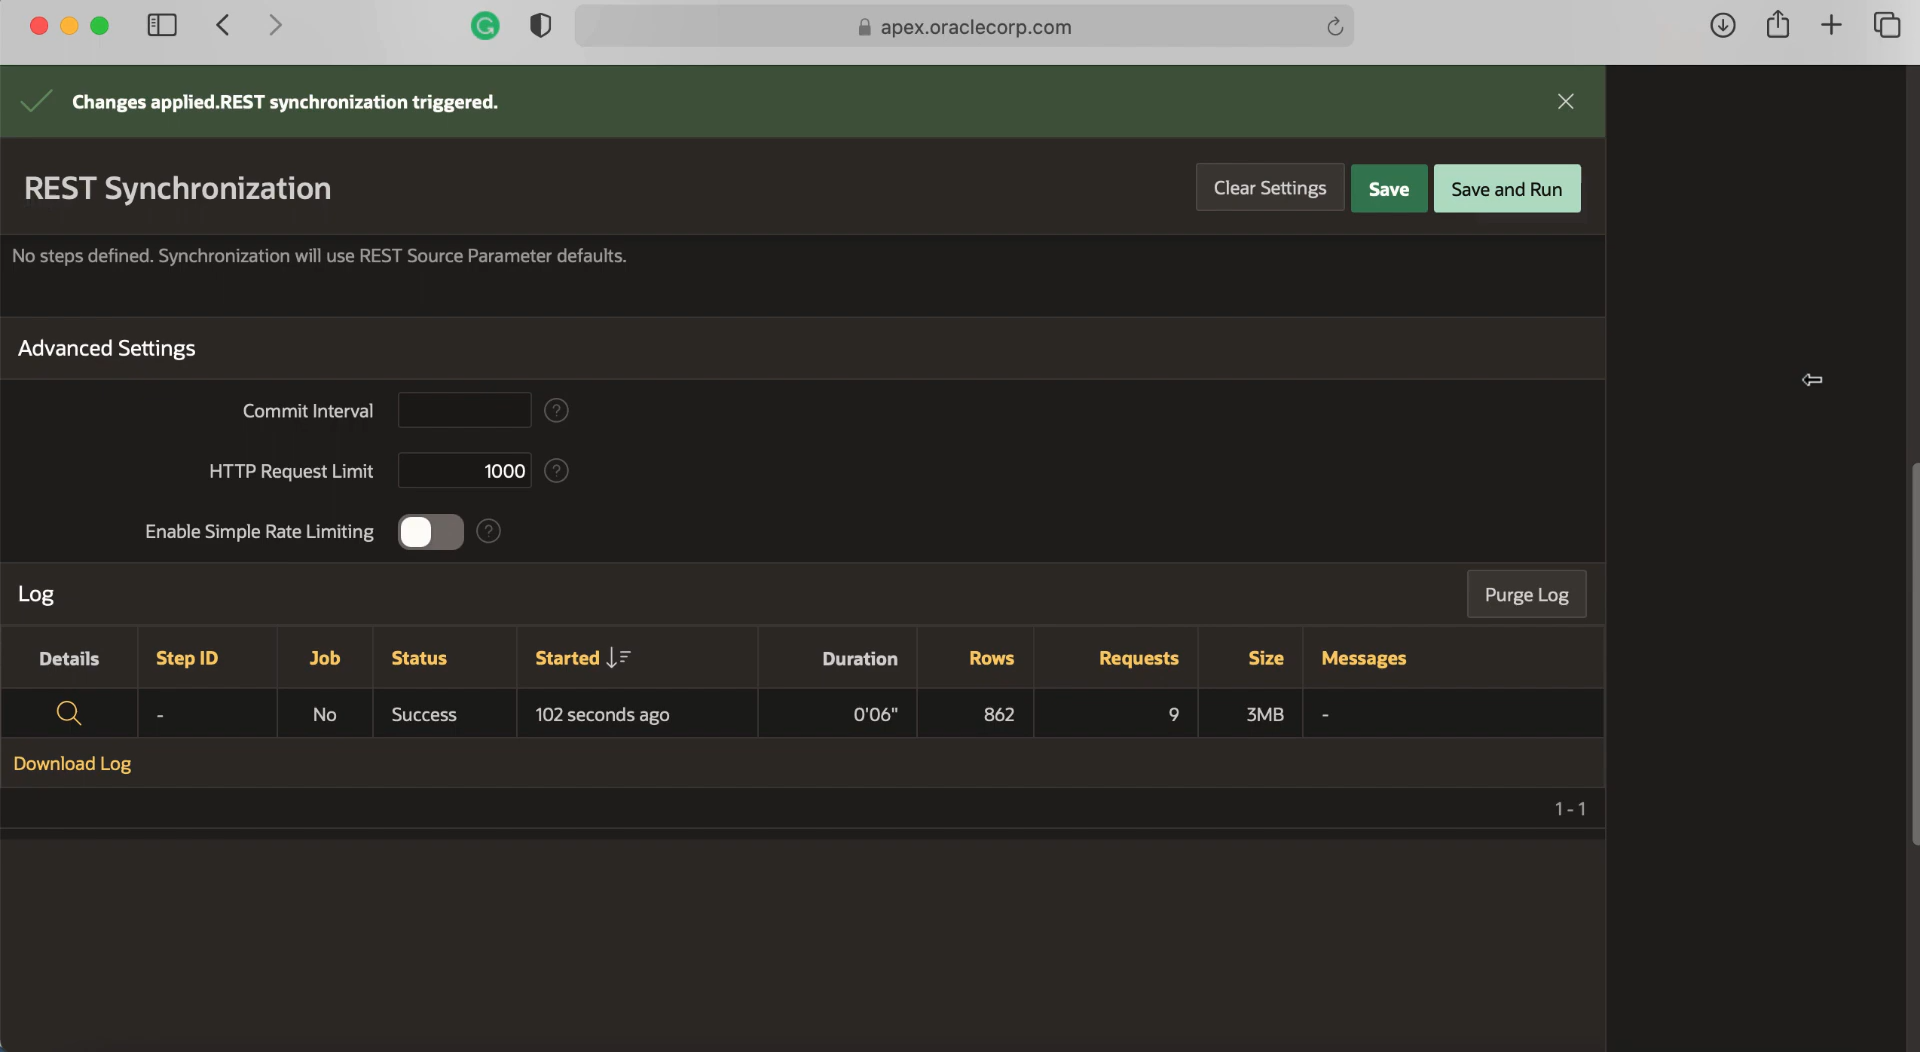 apex.oraclecorp.com
Changes applied.REST synchronization triggered.
REST Synchronization
Clear Settings
Save
Save and Run
No steps defined. Synchronization will use REST Source Parameter defaults.
Advanced Settings
Commit Interval
?
HTTP Request Limit
1000
?
Enable Simple Rate Limiting
?
Log
Purge Log
Details Step ID Job Status Started Duration Rows Requests Size Messages
- No Success 102 seconds ago 0'06" 862 9 3MB -
Download Log
1 - 1